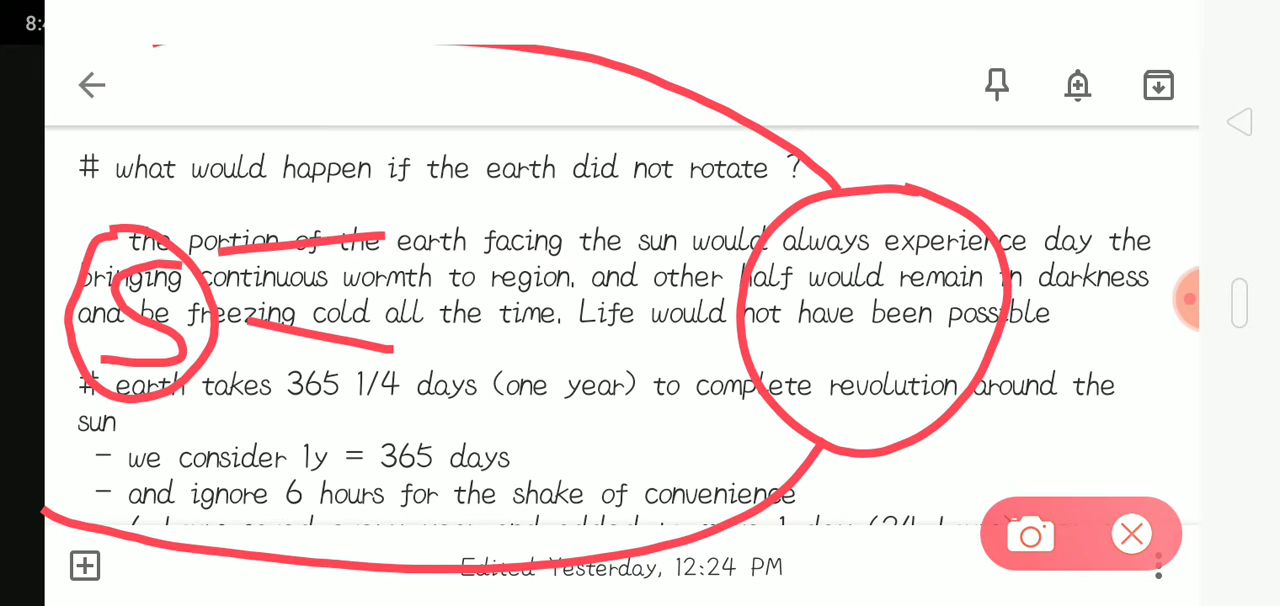 8:
# what would happen if the earth did not rotate ?
the portion of the earth facing the sun would always experience day the
bringing continuous wormth to region, and other half would remain in darkness
and be freezing cold all the time. Life would not have been possible
S
# earth takes 365 1/4 days (one year) to complete revolution around the
sun
- we consider 1y = 365 days
- and ignore 6 hours for the shake of convenience
Edited Yesterday, 12:24 PM